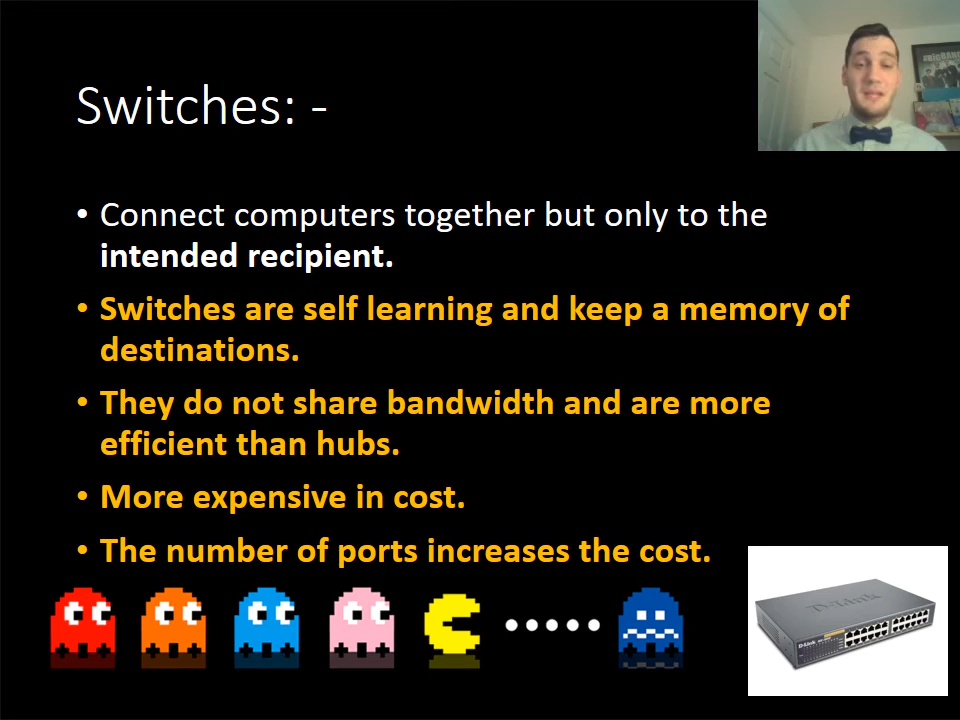 Switches: -
• Connect computers together but only to the
intended recipient.
• Switches are self learning and keep a memory of
destinations.
• They do not share bandwidth and are more
efficient than hubs.
• More expensive in cost.
• The number of ports increases the cost.
D-Link
D-Link